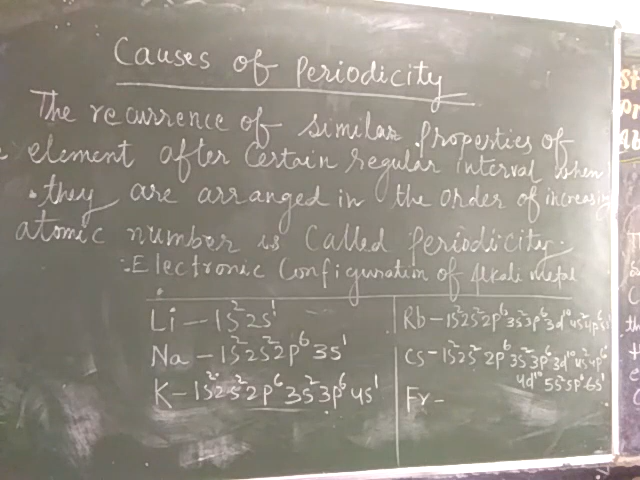 Causes of Periodicity
The recurrence of similar Properties of
element after Certain regular interval when
they are arranged in the order of increasing
atomic number is Called periodicity.
:Electronic Configuration of Alkali metal
Li – 1s²2s¹
Na – 1s²2s²2p⁶3s¹
K – 1s²2s²2p⁶3s²3p⁶4s¹
Rb – 1s²2s²2p⁶3s²3p⁶3d¹⁰4s²4p⁶5s¹
Cs – 1s²2s²2p⁶3s²3p⁶3d¹⁰4s²4p⁶
4d¹⁰5s²5p⁶6s¹
Fr –